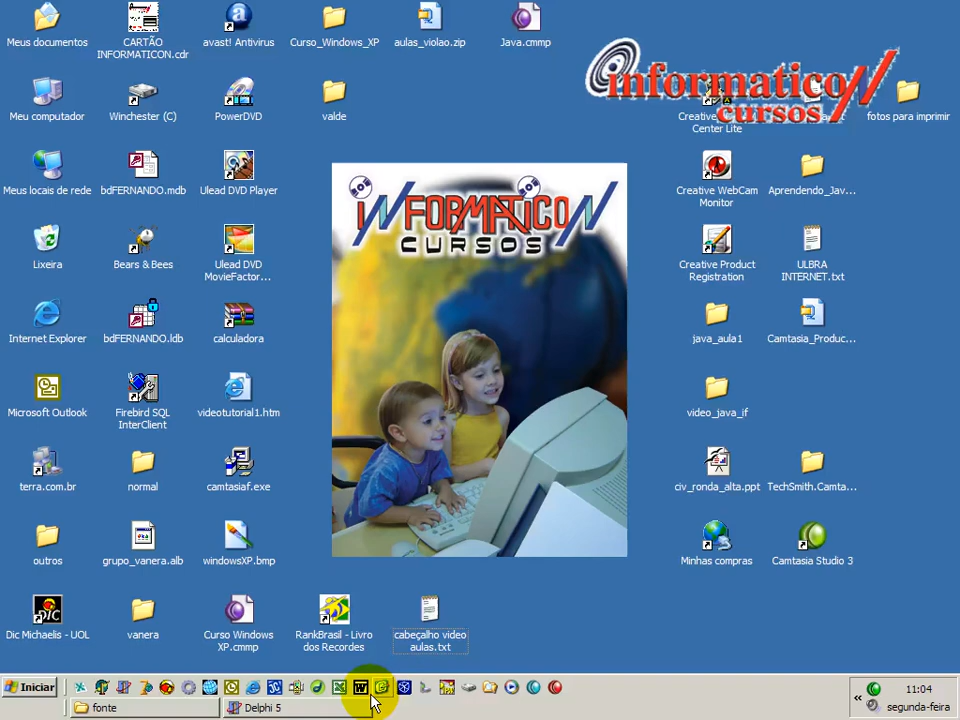 Meus documentos
CARTÃO
INFORMATICON.cdr
avast! Antivirus
Curso_Windows_XP
aulas_violao.zip
Java.cmmp
informaticon
cursos
Meu computador
Winchester (C)
PowerDVD
valde
Creative
Center Lite
fotos para imprimir
Meus locais de rede
bdFERNANDO.mdb
Ulead DVD Player
INFORMATICON
CURSOS
Creative WebCam
Monitor
Aprendendo_Jav...
Lixeira
Bears & Bees
Ulead DVD
MovieFactor...
Creative Product
Registration
ULBRA
INTERNET.txt
Internet Explorer
bdFERNANDO.ldb
calculadora
java_aula1
Camtasia_Produc...
Microsoft Outlook
Firebird SQL
InterClient
videotutorial1.htm
video_java_if
terra.com.br
normal
camtasiaf.exe
civ_ronda_alta.ppt
TechSmith.Camta...
outros
grupo_vanera.alb
windowsXP.bmp
Minhas compras
Camtasia Studio 3
DIC
Dic Michaelis - UOL
vanera
Curso Windows
XP.cmmp
RankBrasil - Livro
dos Recordes
cabeçalho video
aulas.txt
Iniciar
«
11:04
fonte
Delphi 5
segunda-feira